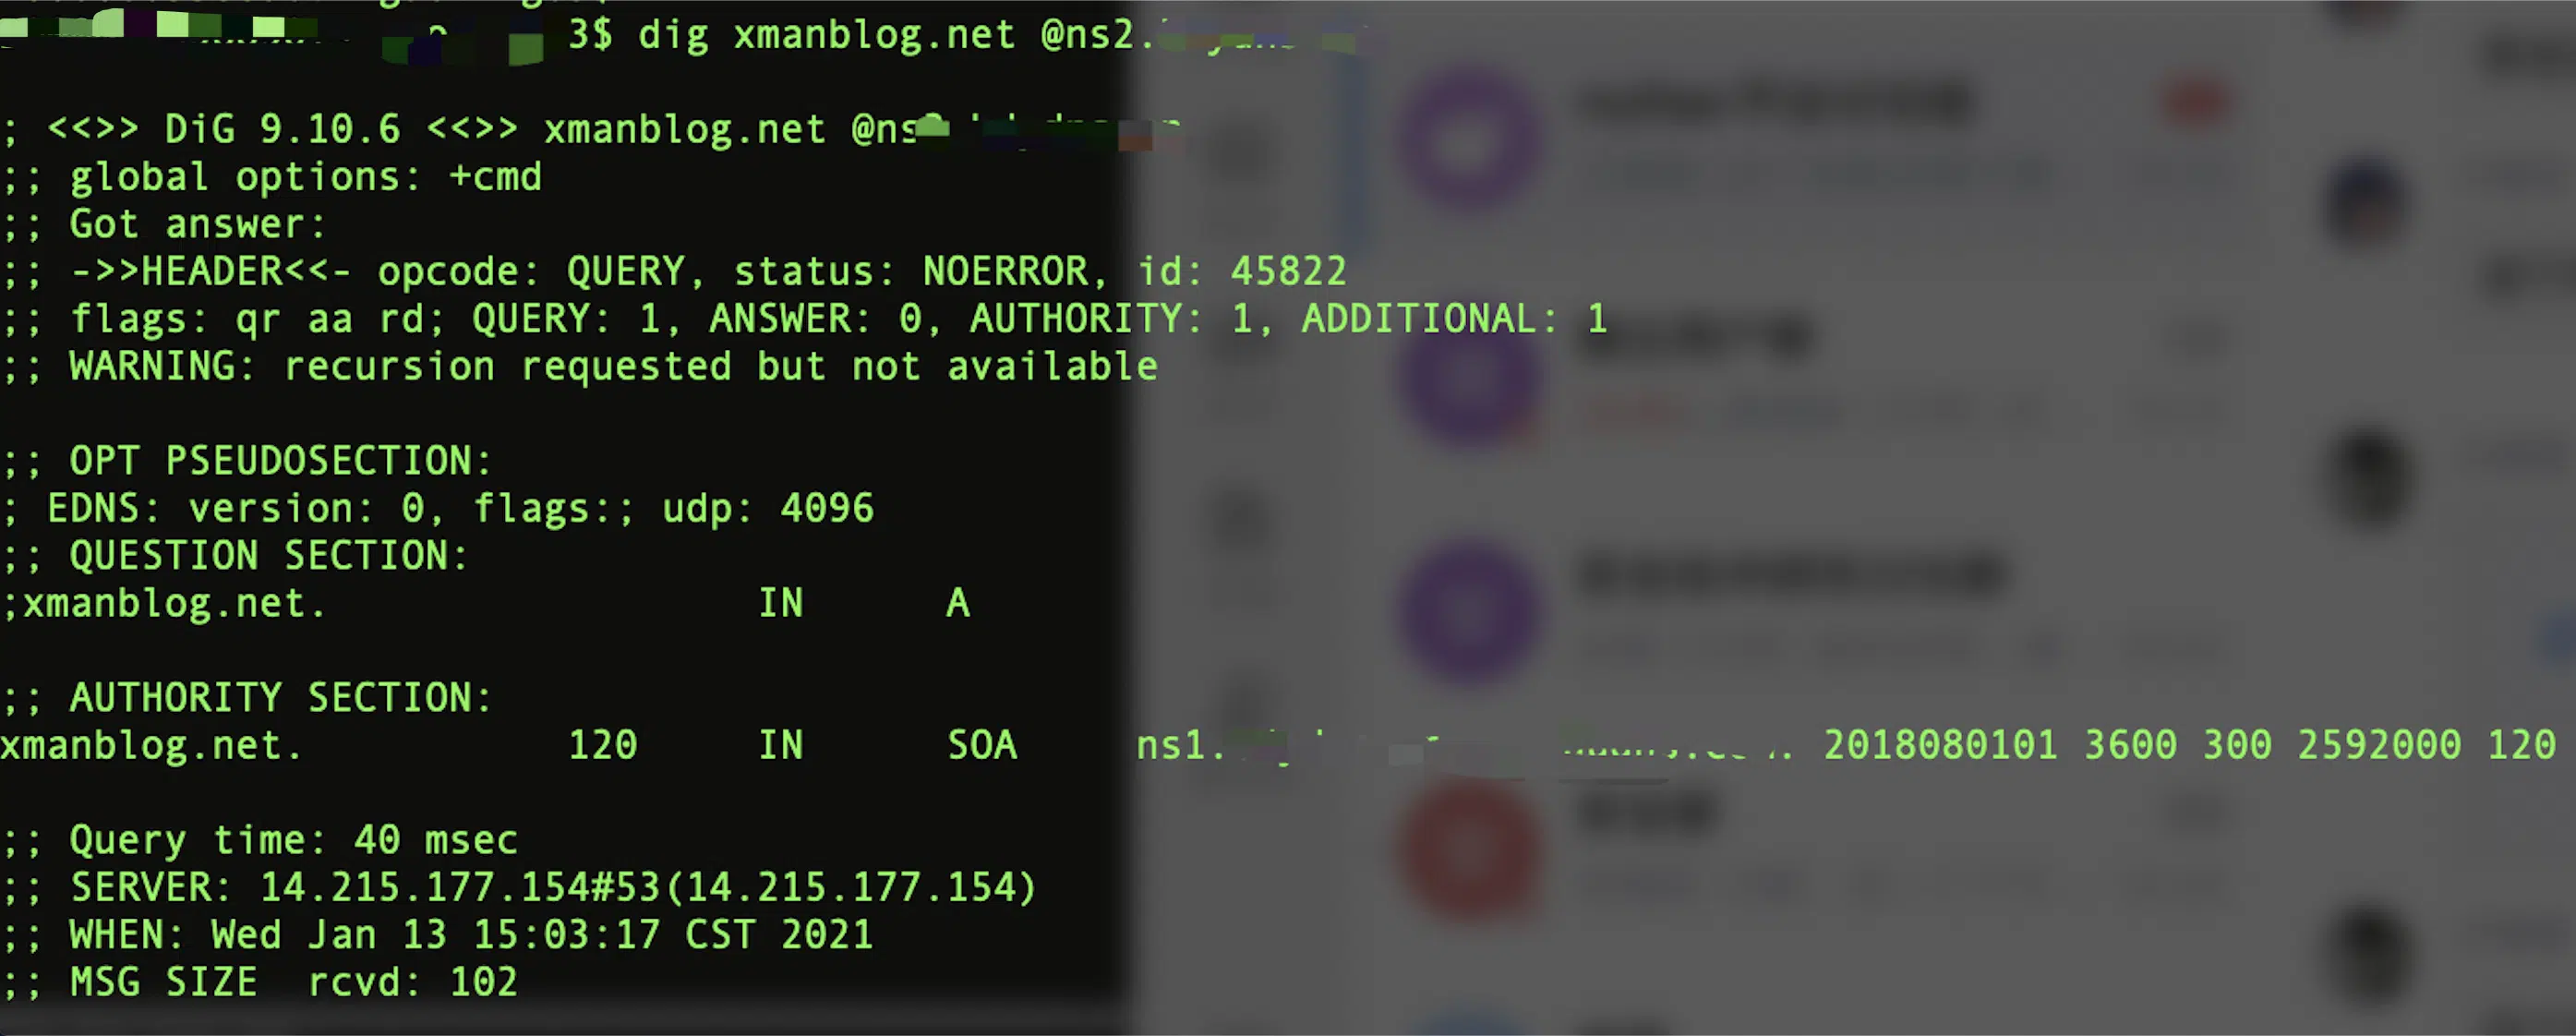 3$ dig xmanblog.net @ns2.
; <<>> DiG 9.10.6 <<>> xmanblog.net @ns
;; global options: +cmd
;; Got answer:
;; ->>HEADER<<- opcode: QUERY, status: NOERROR, id: 45822
;; flags: qr aa rd; QUERY: 1, ANSWER: 0, AUTHORITY: 1, ADDITIONAL: 1
;; WARNING: recursion requested but not available
;; OPT PSEUDOSECTION:
; EDNS: version: 0, flags:; udp: 4096
;; QUESTION SECTION:
;xmanblog.net. IN A
;; AUTHORITY SECTION:
xmanblog.net. 120 IN SOA ns1. 2018080101 3600 300 2592000 120
;; Query time: 40 msec
;; SERVER: 14.215.177.154#53(14.215.177.154)
;; WHEN: Wed Jan 13 15:03:17 CST 2021
;; MSG SIZE rcvd: 102